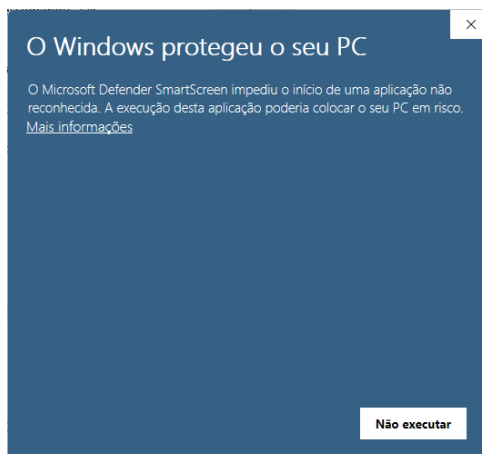 O Windows protegeu o seu PC
O Microsoft Defender SmartScreen impediu o início de uma aplicação não
reconhecida. A execução desta aplicação poderia colocar o seu PC em risco.
Mais informações
Não executar